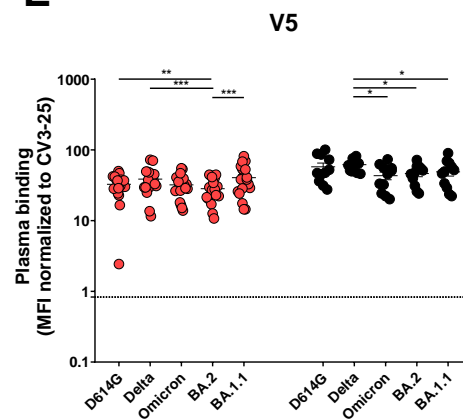 E
V5
**
***
***
*
*
*
Plasma binding
(MFI normalized to CV3-25)
1000
100
10
1
0.1
D614G
Delta
Omicron
BA.2
BA.1.1
D614G
Delta
Omicron
BA.2
BA.1.1